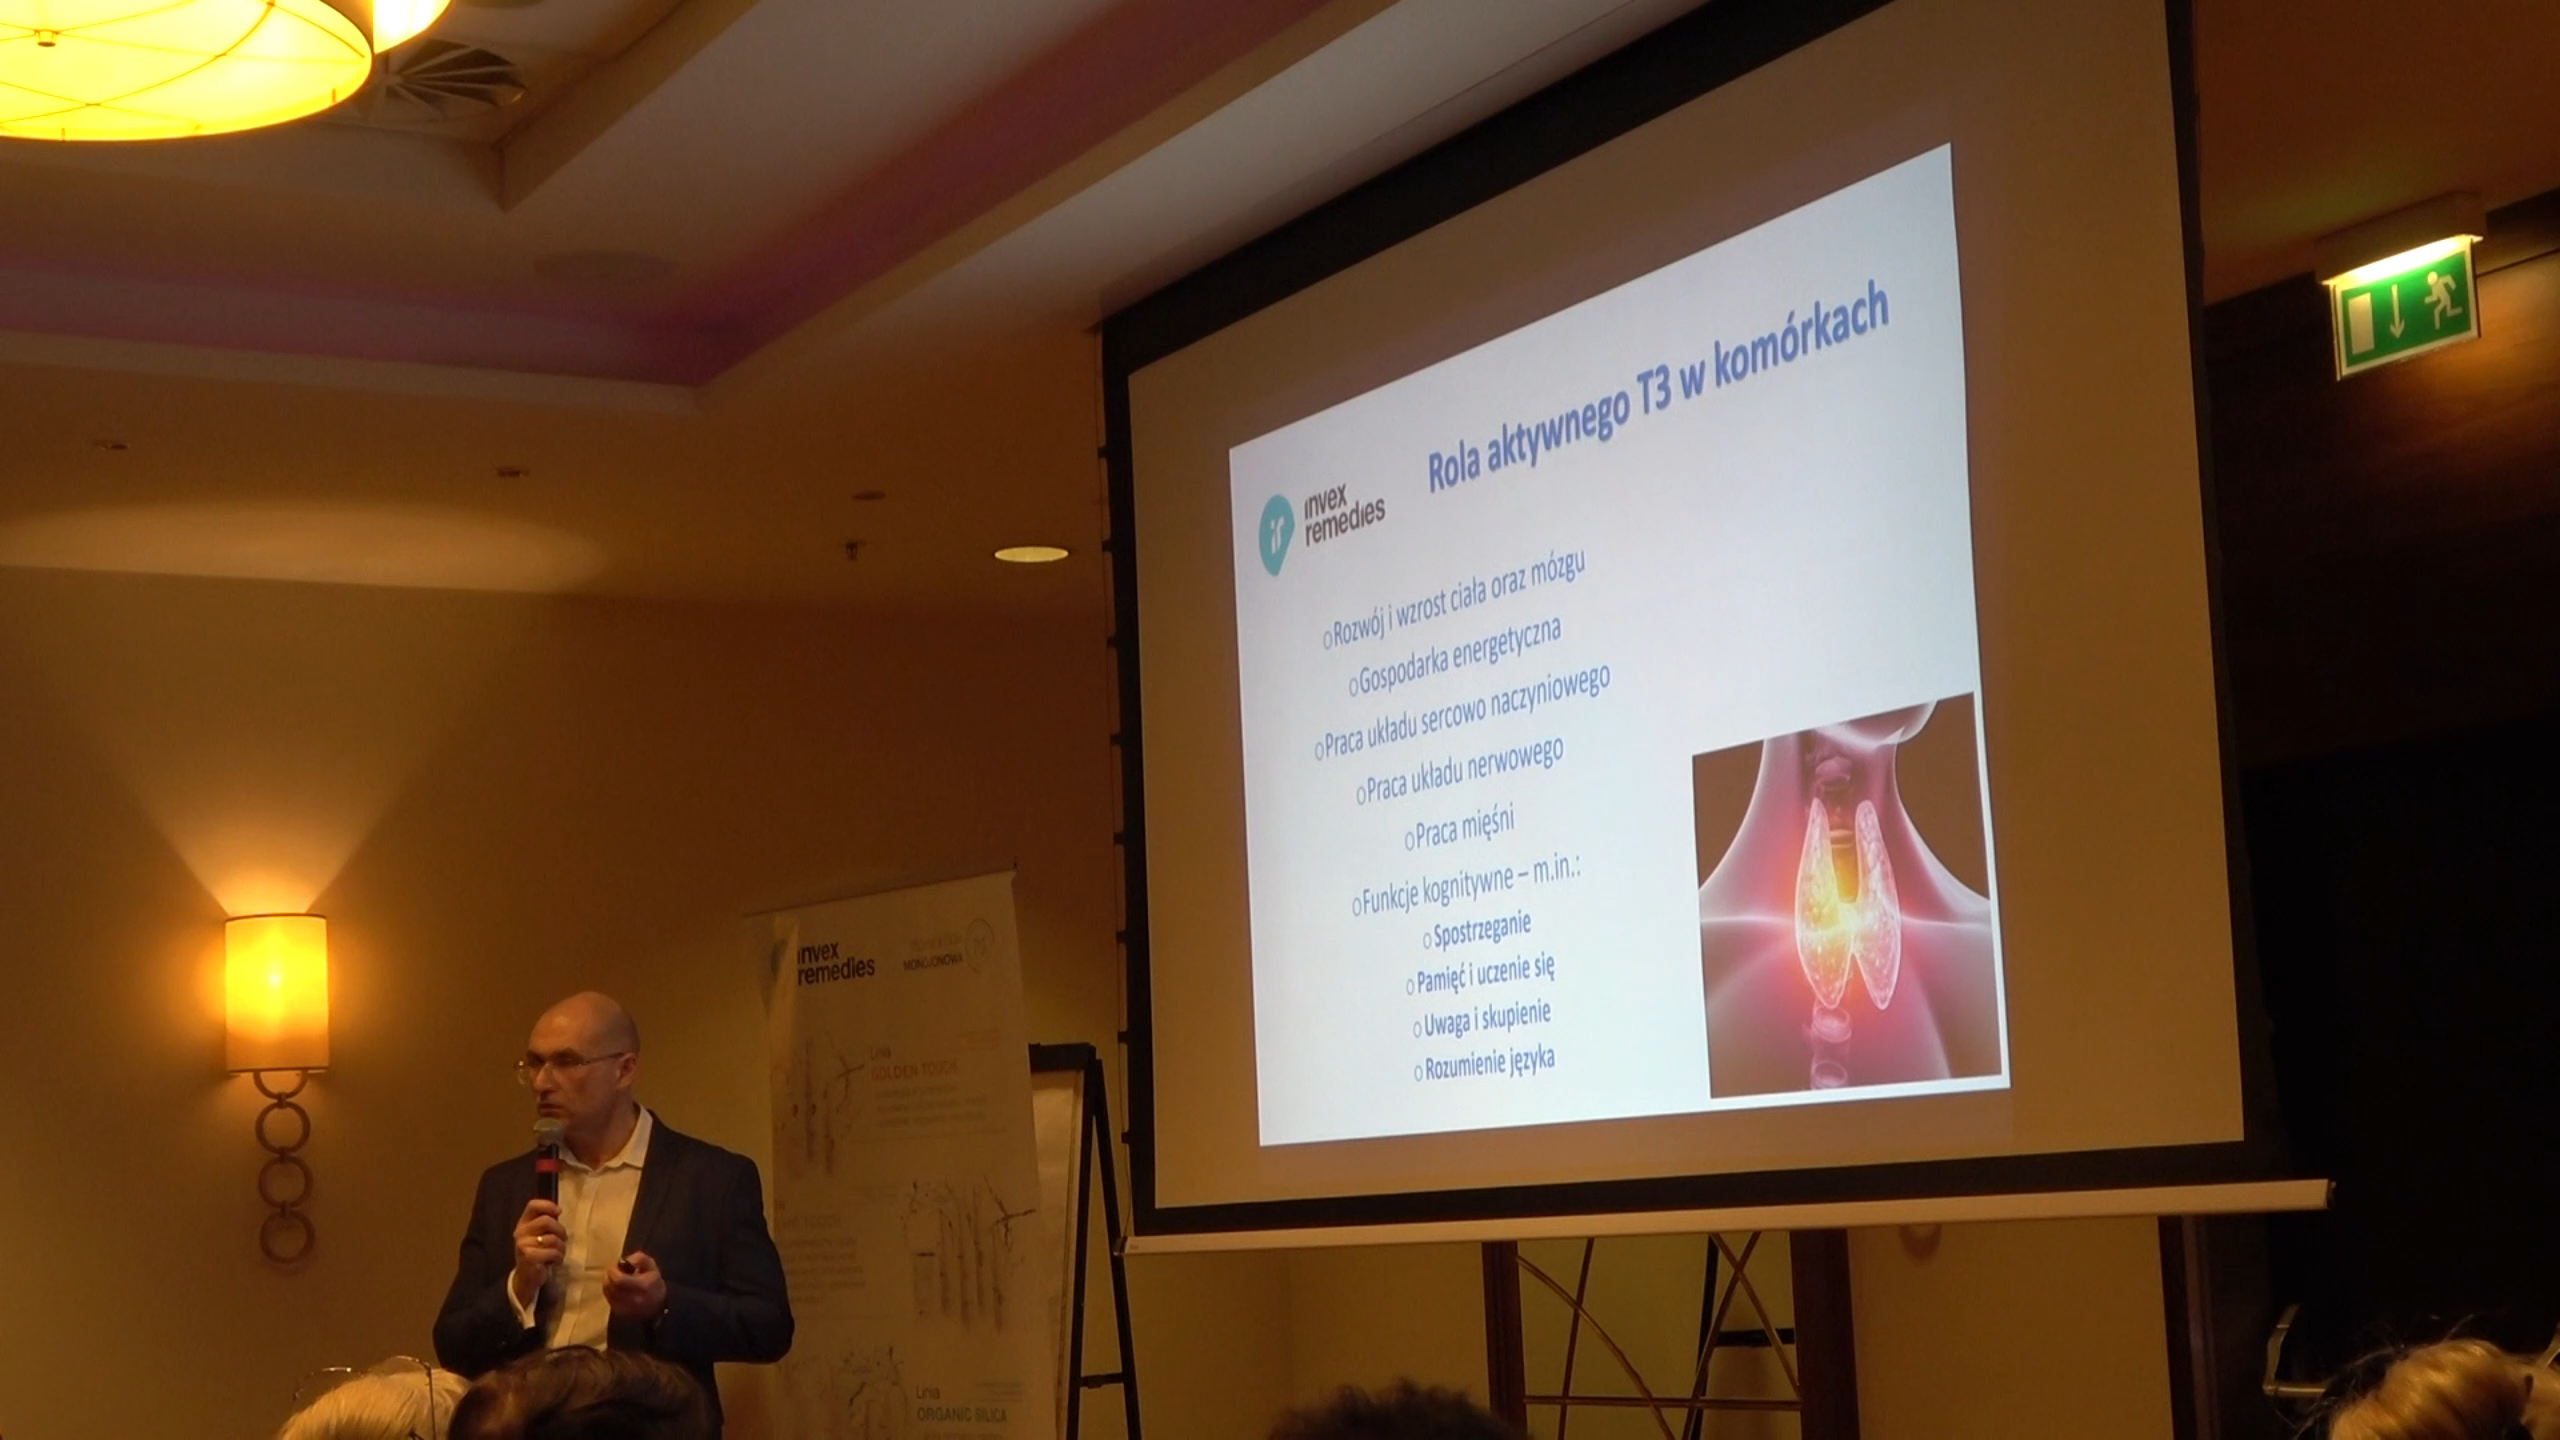 Rola aktywnego T3 w komórkach
invex
remedies
ir
Rozwój i wzrost ciała oraz mózgu
Gospodarka energetyczna
Praca układu sercowo naczyniowego
Praca układu nerwowego
Praca mięśni
Funkcje kognitywne – m.in.:
Spostrzeganie
Pamięć i uczenie się
Uwaga i skupienie
Rozumienie języka
invex
remedies
MONOJONOWA
Linia
GOLDEN TOUCH
Linia
ORGANIC SILICA